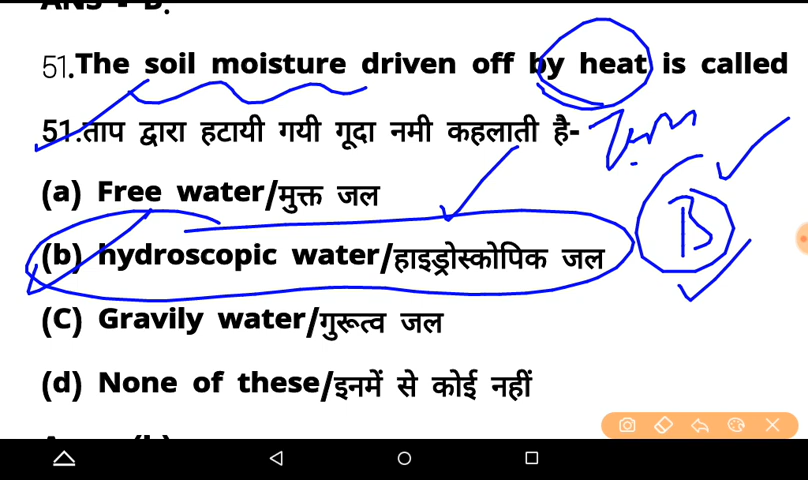 51.The soil moisture driven off by heat is called
51.ताप द्वारा हटायी गयी गूदा नमी कहलाती है-
(a) Free water/मुक्त जल
(b) hydroscopic water/हाइड्रोस्कोपिक जल
B
(C) Gravily water/गुरूत्व जल
(d) None of these/इनमें से कोई नहीं